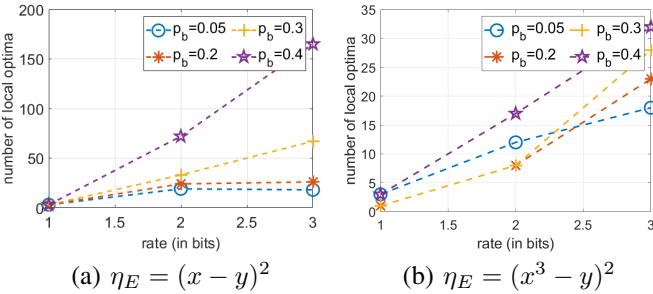 200
150
100
50
0
number of local optima
p_b=0.05
p_b=0.3
p_b=0.2
p_b=0.4
1
1.5
2
2.5
3
rate (in bits)
(a) η_E = (x − y)^2
35
30
25
20
15
10
5
0
number of local optima
p_b=0.05
p_b=0.3
p_b=0.2
p_b=0.4
1
1.5
2
2.5
3
rate (in bits)
(b) η_E = (x^3 − y)^2